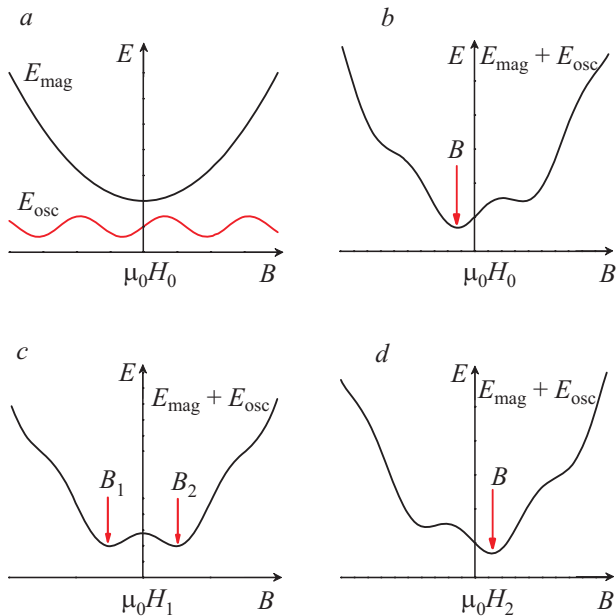 a
E
E_mag
E_osc
μ₀H₀
B
b
E
E_mag + E_osc
B
μ₀H₀
B
c
E
E_mag + E_osc
B₁
B₂
μ₀H₁
B
d
E
E_mag + E_osc
B
μ₀H₂
B